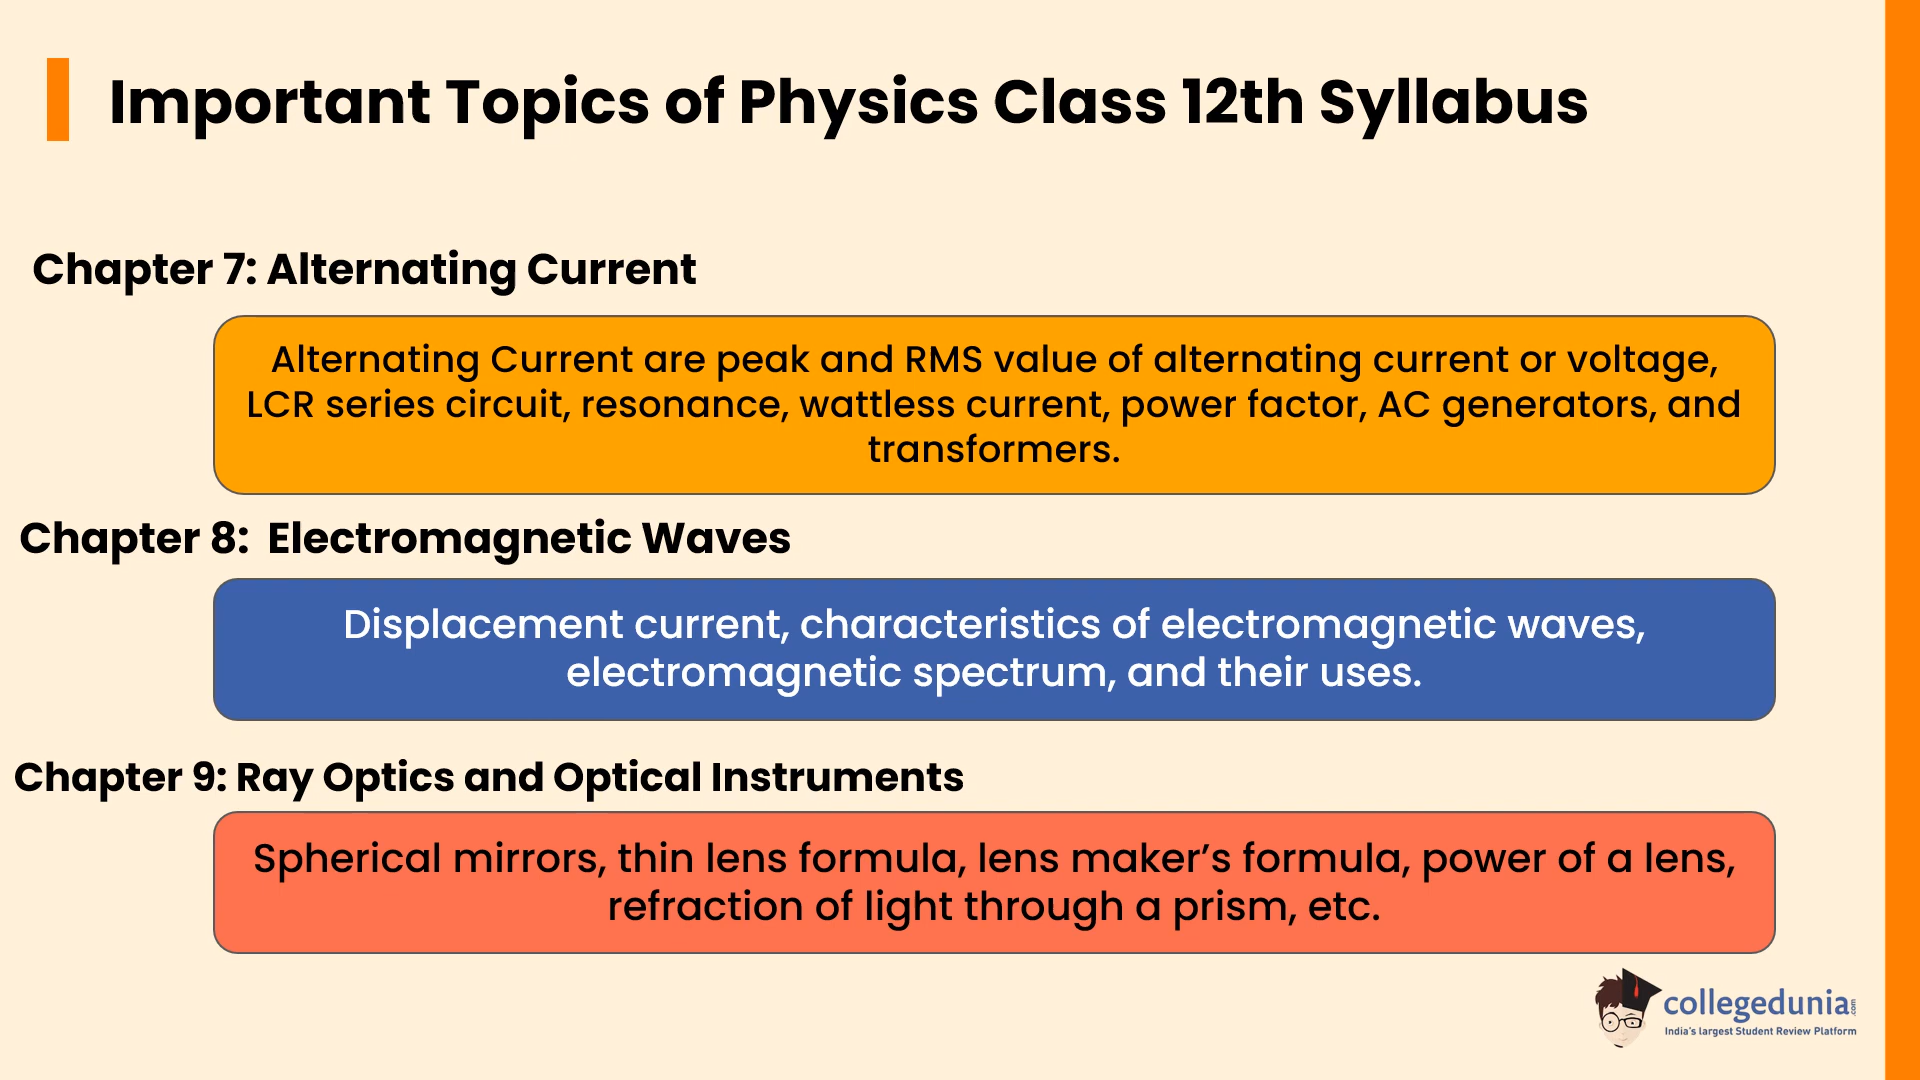 Important Topics of Physics Class 12th Syllabus
Chapter 7: Alternating Current
Alternating Current are peak and RMS value of alternating current or voltage,
LCR series circuit, resonance, wattless current, power factor, AC generators, and
transformers.
Chapter 8:  Electromagnetic Waves
Displacement current, characteristics of electromagnetic waves,
electromagnetic spectrum, and their uses.
Chapter 9: Ray Optics and Optical Instruments
Spherical mirrors, thin lens formula, lens maker’s formula, power of a lens,
refraction of light through a prism, etc.
collegedunia.com
India's largest Student Review Platform